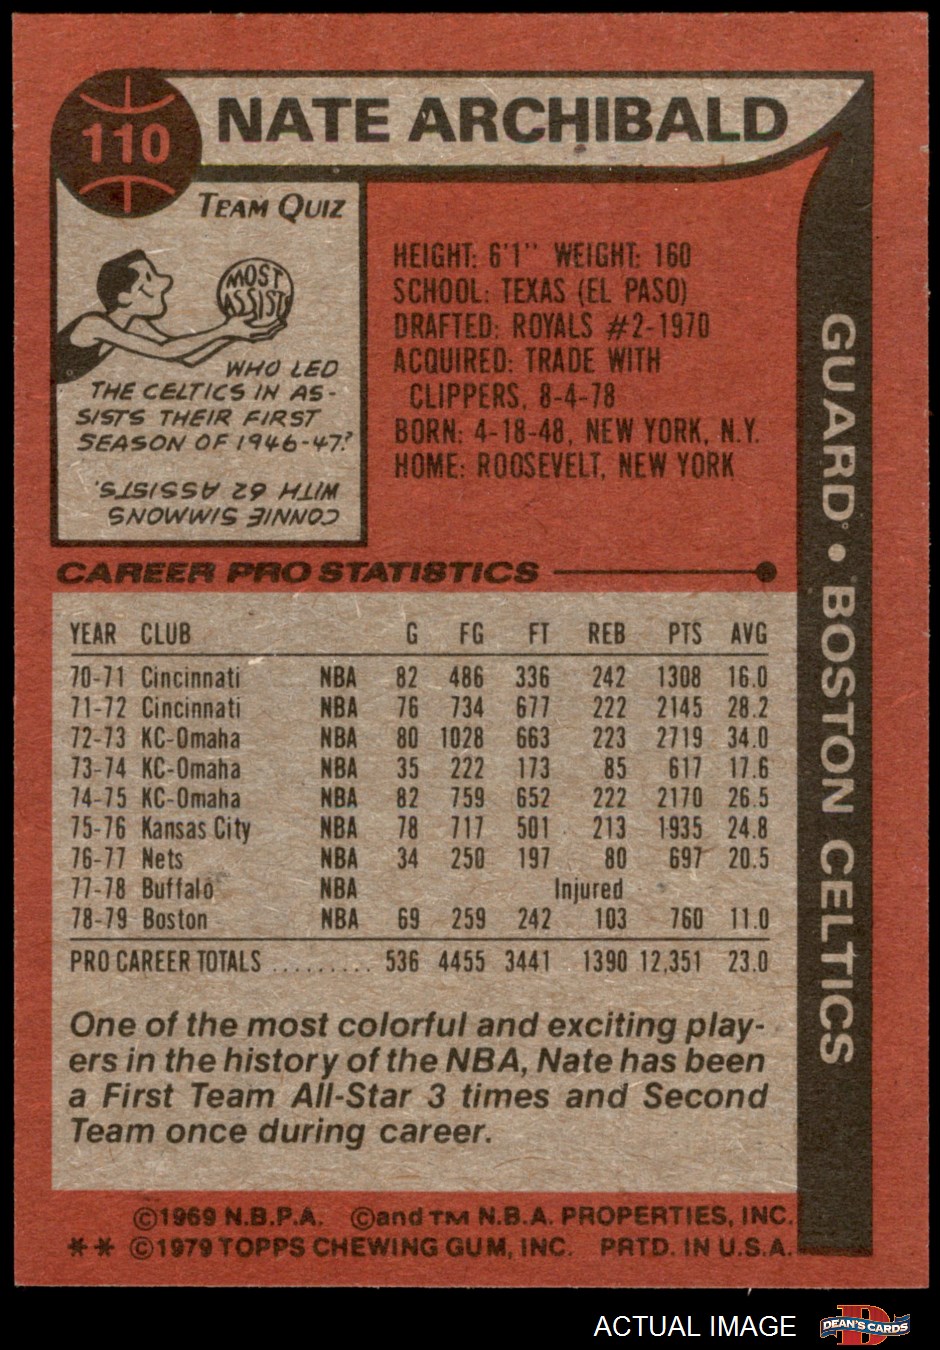 110
NATE ARCHIBALD
TEAM QUIZ
MOST
ASSISTS
WHO LED
THE CELTICS IN AS-
SISTS THEIR FIRST
SEASON OF 1946-47?
CONNIE SIMMONS
WITH 62 ASSISTS.
HEIGHT: 6'1" WEIGHT: 160
SCHOOL: TEXAS (EL PASO)
DRAFTED: ROYALS #2-1970
ACQUIRED: TRADE WITH
CLIPPERS, 8-4-78
BORN: 4-18-48, NEW YORK, N.Y.
HOME: ROOSEVELT, NEW YORK
GUARD • BOSTON CELTICS
CAREER PRO STATISTICS
YEAR CLUB G FG FT REB PTS AVG
70-71 Cincinnati NBA 82 486 336 242 1308 16.0
71-72 Cincinnati NBA 76 734 677 222 2145 28.2
72-73 KC-Omaha NBA 80 1028 663 223 2719 34.0
73-74 KC-Omaha NBA 35 222 173 85 617 17.6
74-75 KC-Omaha NBA 82 759 652 222 2170 26.5
75-76 Kansas City NBA 78 717 501 213 1935 24.8
76-77 Nets NBA 34 250 197 80 697 20.5
77-78 Buffalo NBA Injured
78-79 Boston NBA 69 259 242 103 760 11.0
PRO CAREER TOTALS ......... 536 4455 3441 1390 12,351 23.0
One of the most colorful and exciting play-
ers in the history of the NBA, Nate has been
a First Team All-Star 3 times and Second
Team once during career.
©1969 N.B.P.A. ©and TM N.B.A. PROPERTIES, INC.
** ©1979 TOPPS CHEWING GUM, INC. PRTD. IN U.S.A.
ACTUAL IMAGE
D
DEAN'S CARDS